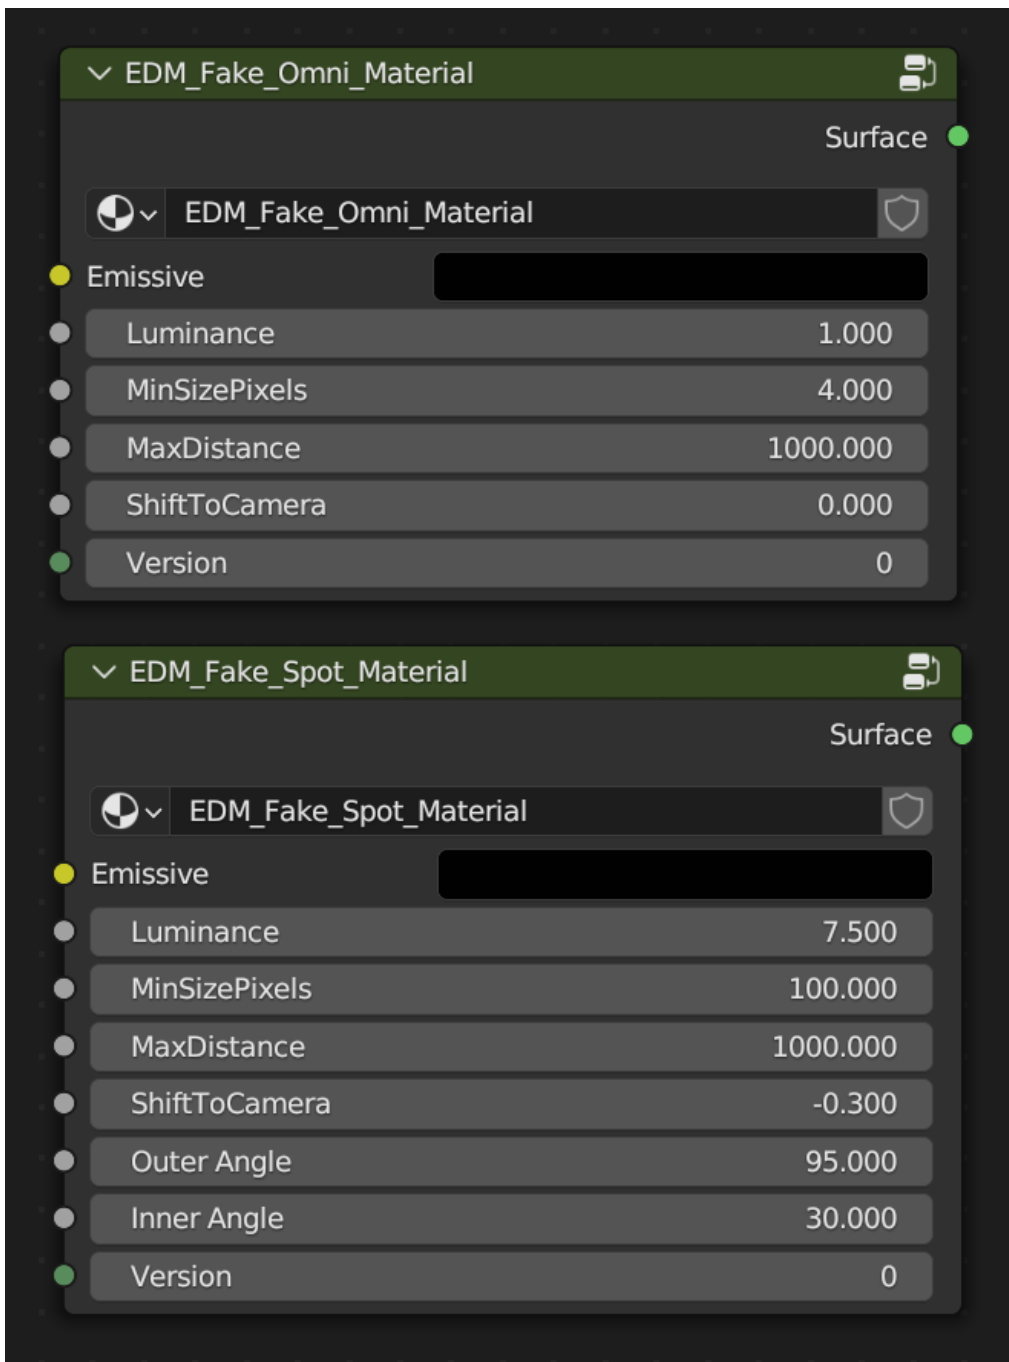 EDM_Fake_Omni_Material
Surface
EDM_Fake_Omni_Material
Emissive
Luminance 1.000
MinSizePixels 4.000
MaxDistance 1000.000
ShiftToCamera 0.000
Version 0
EDM_Fake_Spot_Material
Surface
EDM_Fake_Spot_Material
Emissive
Luminance 7.500
MinSizePixels 100.000
MaxDistance 1000.000
ShiftToCamera -0.300
Outer Angle 95.000
Inner Angle 30.000
Version 0